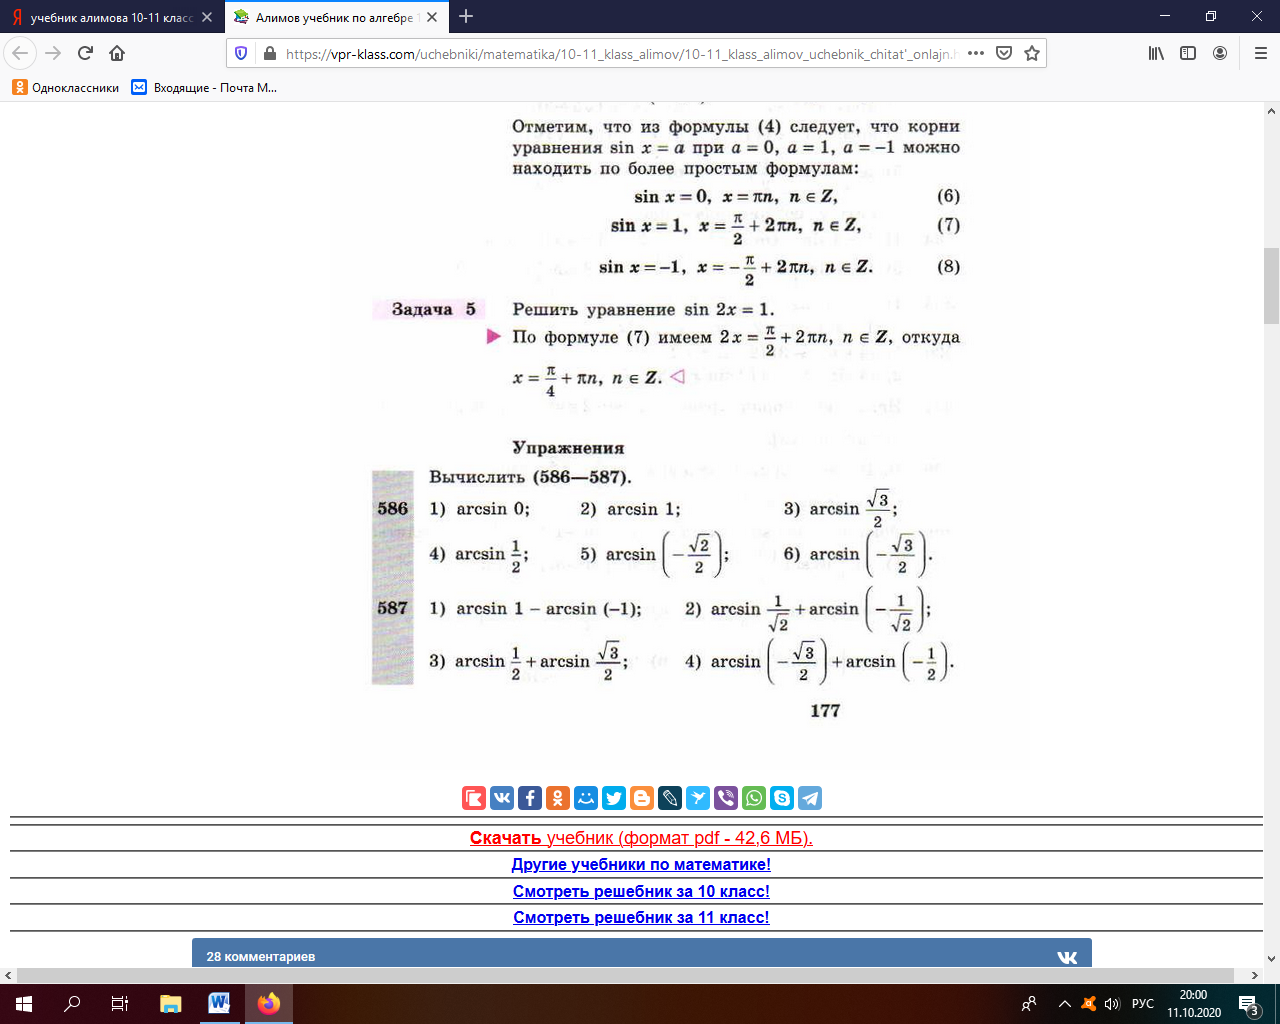 учебник алимова 10-11 класс
Алимов учебник по алгебре 1
https://vpr-klass.com/uchebniki/matematika/10-11_klass_alimov/10-11_klass_alimov_uchebnik_chitat'_onlajn.h
Одноклассники
Входящие - Почта М...
Отметим, что из формулы (4) следует, что корни
уравнения sin x = a при a = 0, a = 1, a = −1 можно
находить по более простым формулам:
sin x = 0, x = πn, n ∈ Z, (6)
sin x = 1, x = π/2 + 2πn, n ∈ Z, (7)
sin x = −1, x = −π/2 + 2πn, n ∈ Z. (8)
Задача 5 Решить уравнение sin 2x = 1.
По формуле (7) имеем 2x = π/2 + 2πn, n ∈ Z, откуда
x = π/4 + πn, n ∈ Z.
Упражнения
Вычислить (586—587).
586 1) arcsin 0; 2) arcsin 1; 3) arcsin √3/2;
4) arcsin 1/2; 5) arcsin (−√2/2); 6) arcsin (−√3/2).
587 1) arcsin 1 − arcsin (−1); 2) arcsin 1/√2 + arcsin (−1/√2);
3) arcsin 1/2 + arcsin √3/2; 4) arcsin (−√3/2) + arcsin (−1/2).
177
Скачать учебник (формат pdf - 42,6 МБ).
Другие учебники по математике!
Смотреть решебник за 10 класс!
Смотреть решебник за 11 класс!
28 комментариев
РУС
20:00
11.10.2020
3